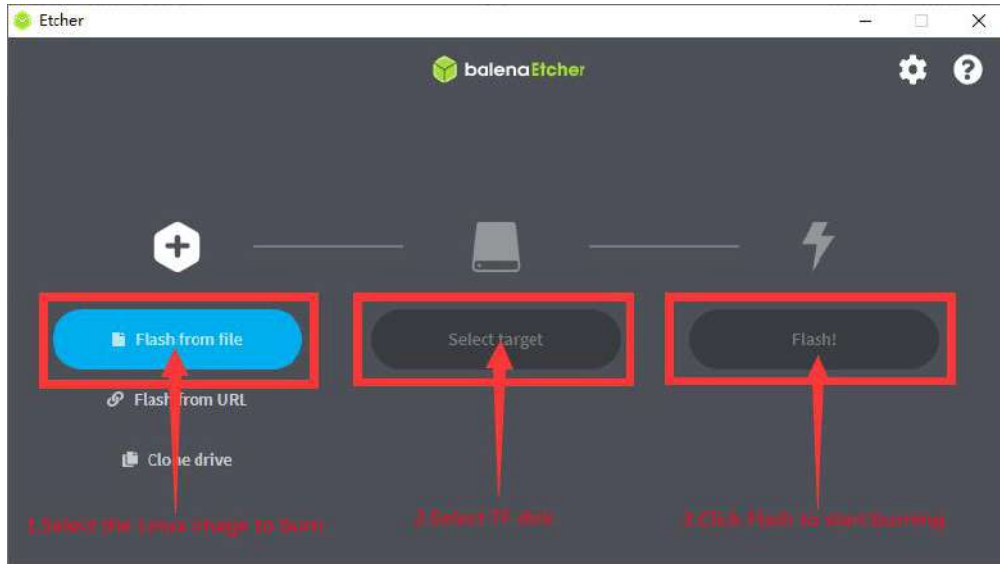 Etcher
balenaEtcher
Flash from file
Select target
Flash!
Flash from URL
Clone drive
1.Select the Linux image to burn
2.Select TF disk
3.Click Flash to start burning